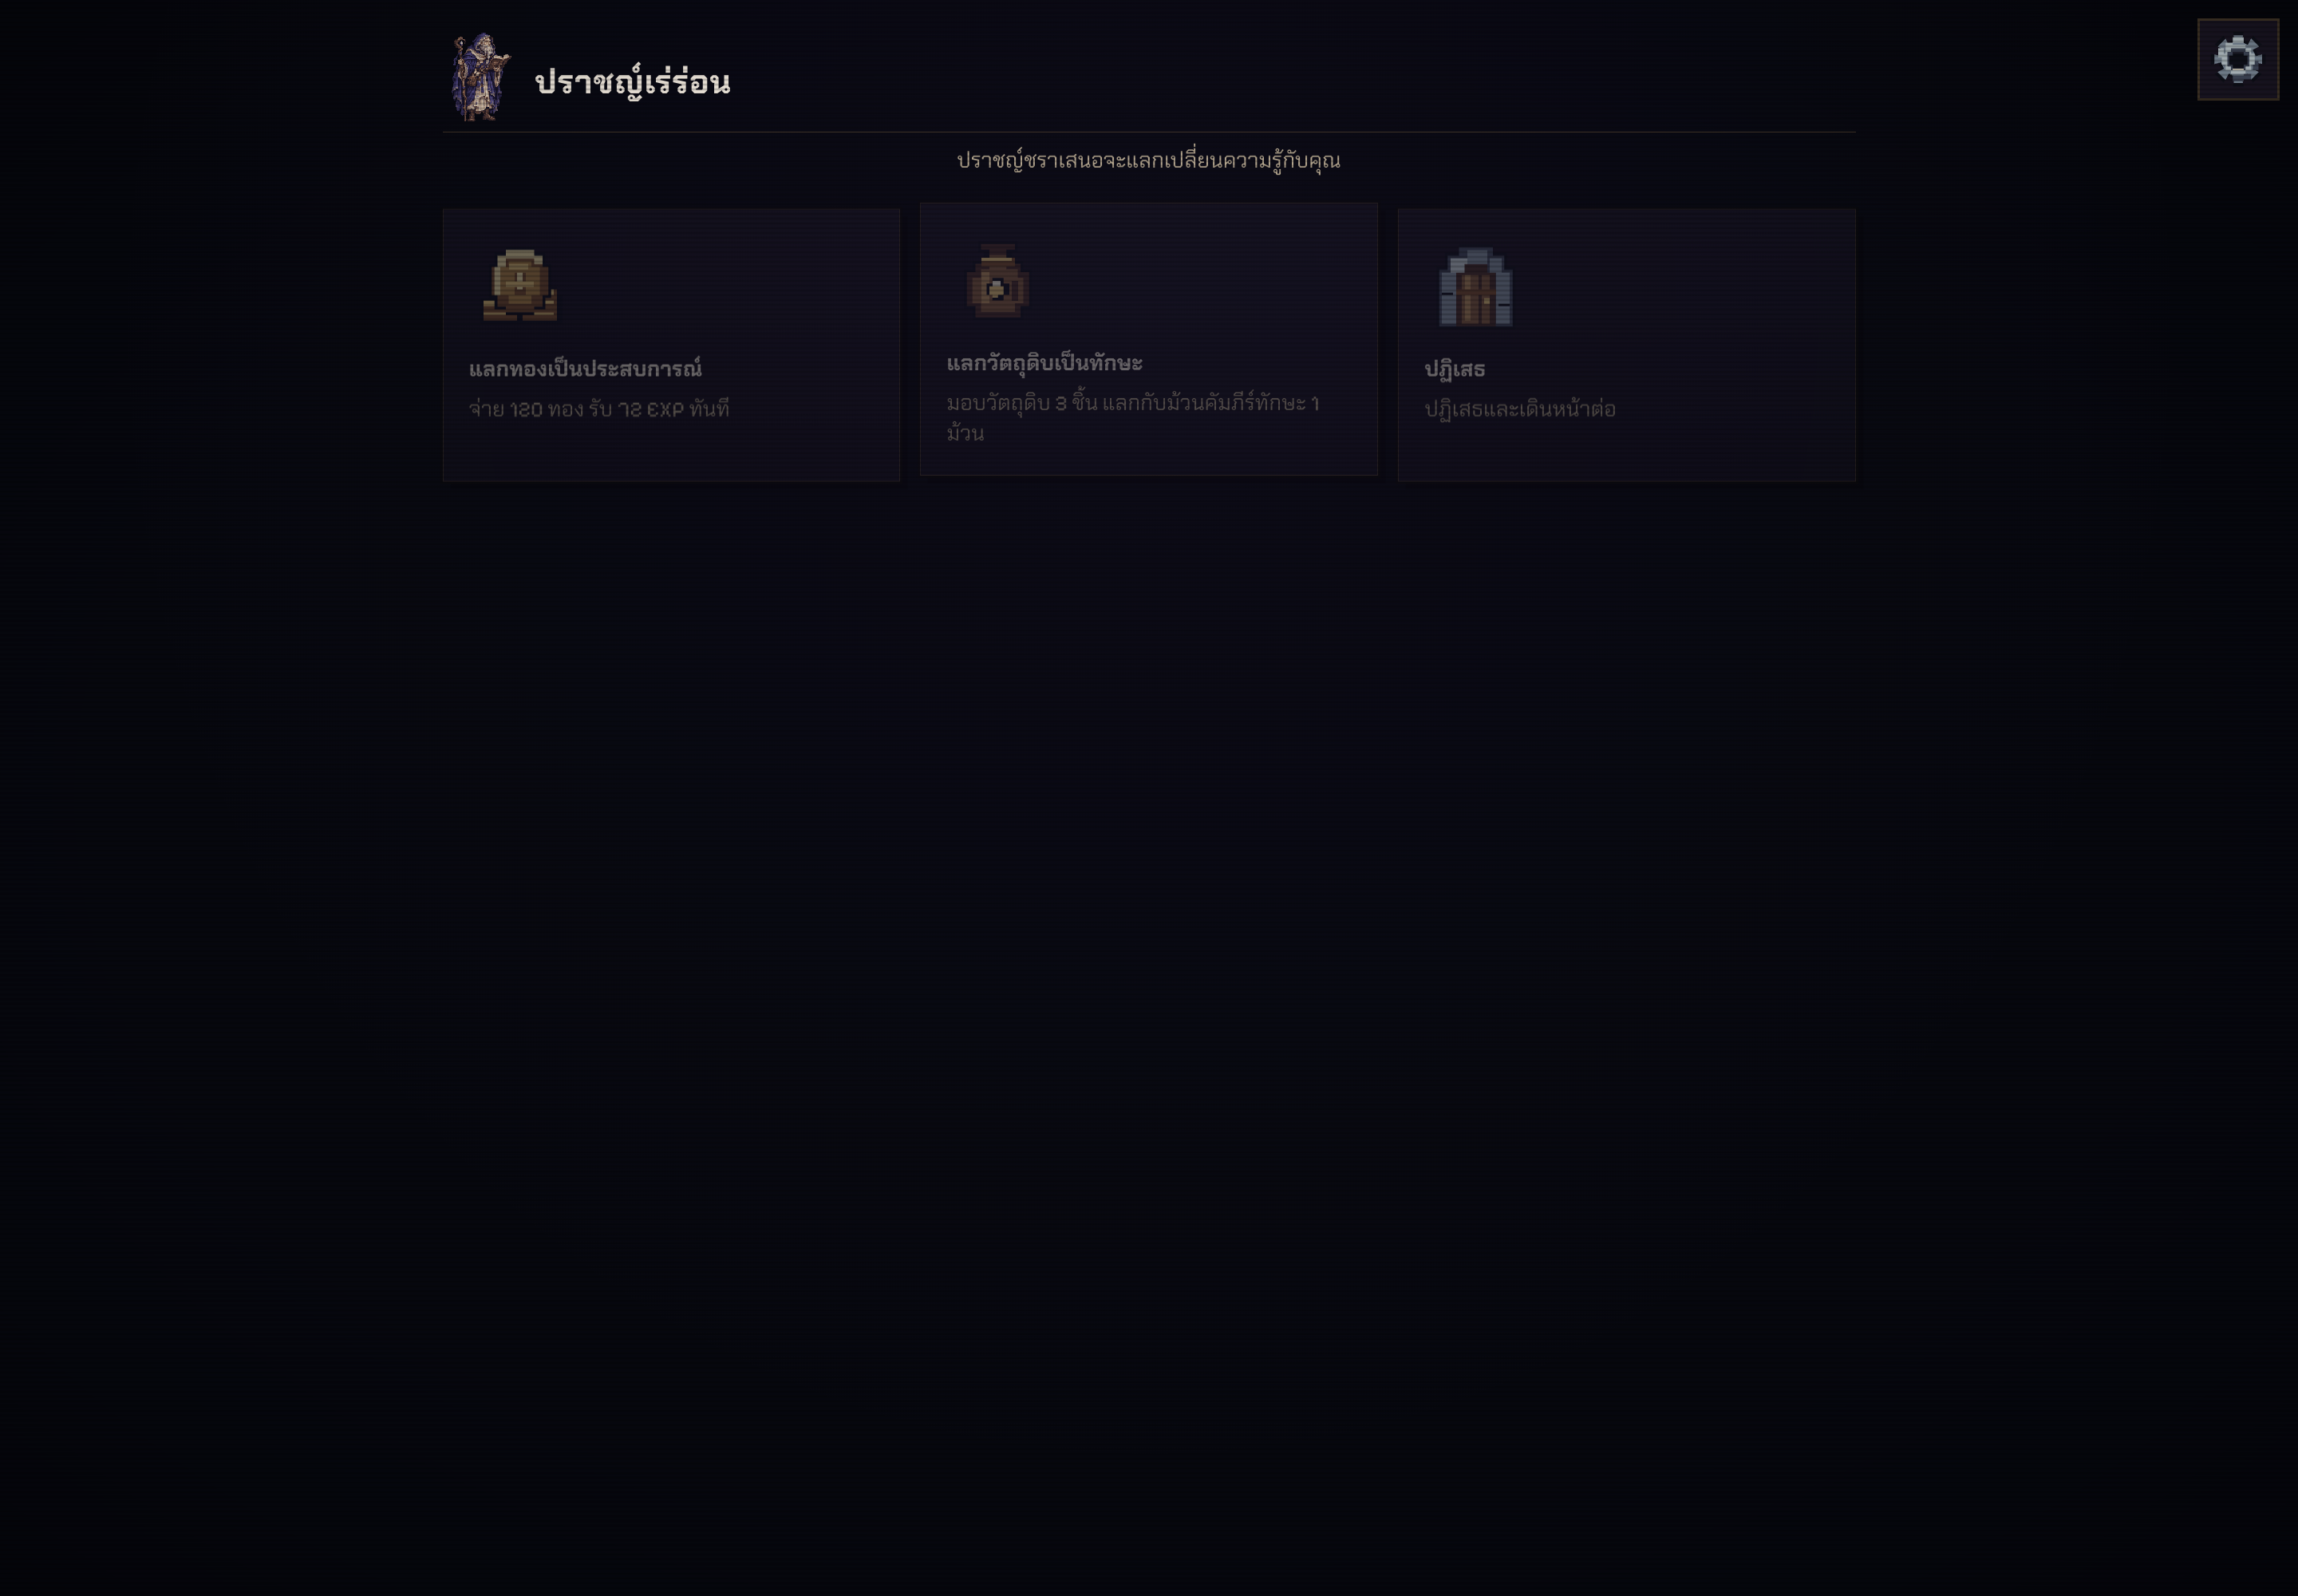 ปราชญ์เร่ร่อน
ปราชญ์ชราเสนอจะแลกเปลี่ยนความรู้กับคุณ
แลกทองเป็นประสบการณ์
จ่าย 120 ทอง รับ 72 EXP ทันที
แลกวัตถุดิบเป็นทักษะ
มอบวัตถุดิบ 3 ชิ้น แลกกับม้วนคัมภีร์ทักษะ 1
ม้วน
ปฏิเสธ
ปฏิเสธและเดินหน้าต่อ